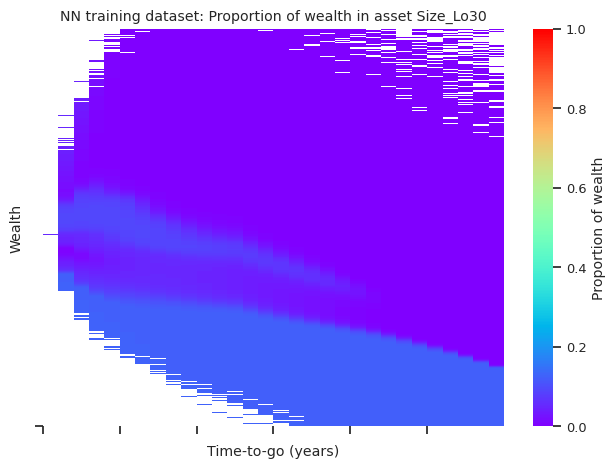 NN training dataset: Proportion of wealth in asset Size_Lo30
Wealth
Time-to-go (years)
1.0
0.8
0.6
0.4
0.2
0.0
Proportion of wealth